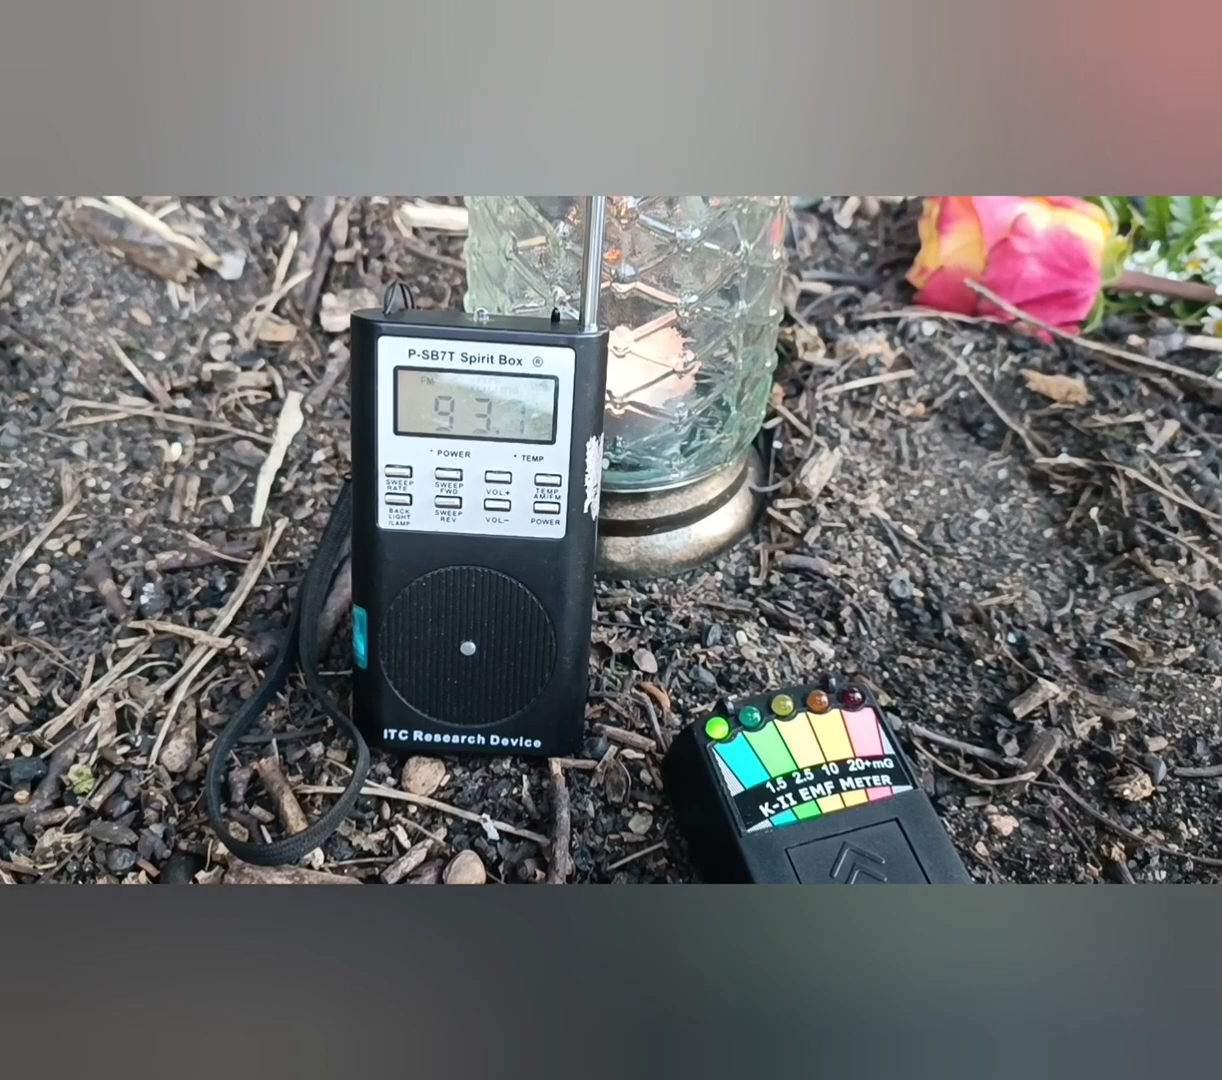 P-SB7T Spirit Box ®
FM
93.1
POWER
TEMP
SWEEP RATE
SWEEP FWD
VOL+
TEMP AM/FM
BACK LIGHT /LAMP
SWEEP REV
VOL−
POWER
ITC Research Device
1.5 2.5 10 20+mG
K-II EMF METER